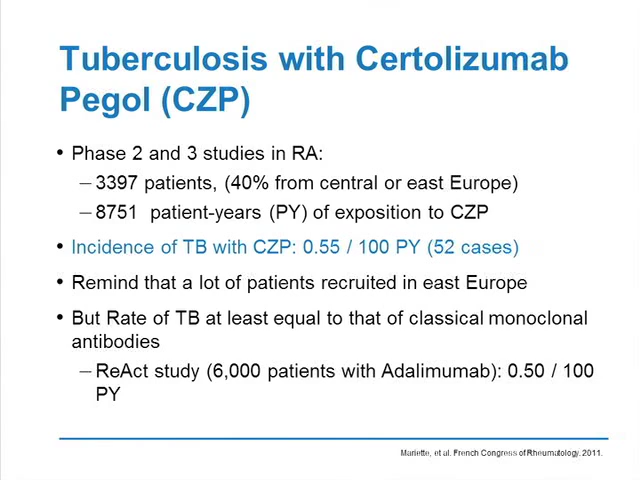 Tuberculosis with Certolizumab
Pegol (CZP)
• Phase 2 and 3 studies in RA:
– 3397 patients, (40% from central or east Europe)
– 8751 patient-years (PY) of exposition to CZP
• Incidence of TB with CZP: 0.55 / 100 PY (52 cases)
• Remind that a lot of patients recruited in east Europe
• But Rate of TB at least equal to that of classical monoclonal
antibodies
– ReAct study (6,000 patients with Adalimumab): 0.50 / 100
PY
Mariette, et al. French Congress of Rheumatology. 2011.